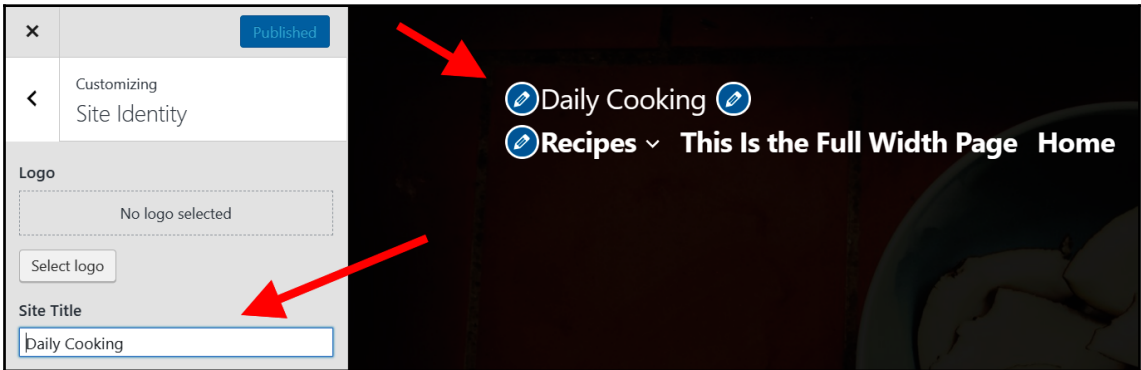 Published
Customizing
Site Identity
Logo
No logo selected
Select logo
Site Title
Daily Cooking
Daily Cooking
Recipes This Is the Full Width Page Home